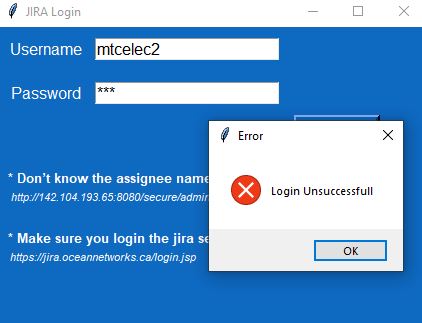 JIRA Login
Username mtcelec2
Password ***
Error
Login Unsuccessfull
OK
* Don't know the assignee name
http://142.104.193.65:8080/secure/admin
* Make sure you login the jira se
https://jira.oceannetworks.ca/login.jsp